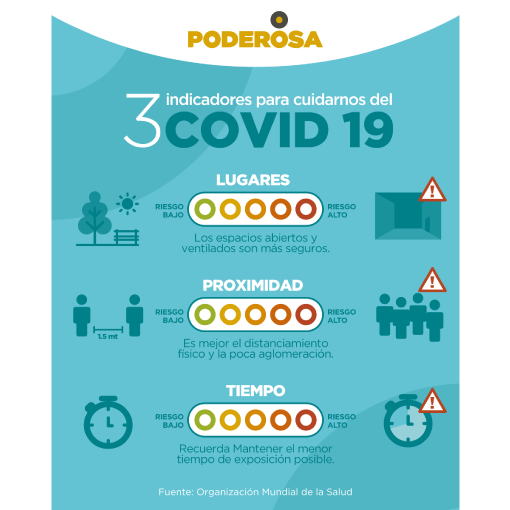 PODEROSA
3 indicadores para cuidarnos del
COVID 19
LUGARES
RIESGO BAJO
RIESGO ALTO
!
Los espacios abiertos y
ventilados son más seguros.
PROXIMIDAD
RIESGO BAJO
RIESGO ALTO
!
1.5 mt
Es mejor el distanciamiento
físico y la poca aglomeración.
TIEMPO
RIESGO BAJO
RIESGO ALTO
!
Recuerda Mantener el menor
tiempo de exposición posible.
Fuente: Organización Mundial de la Salud